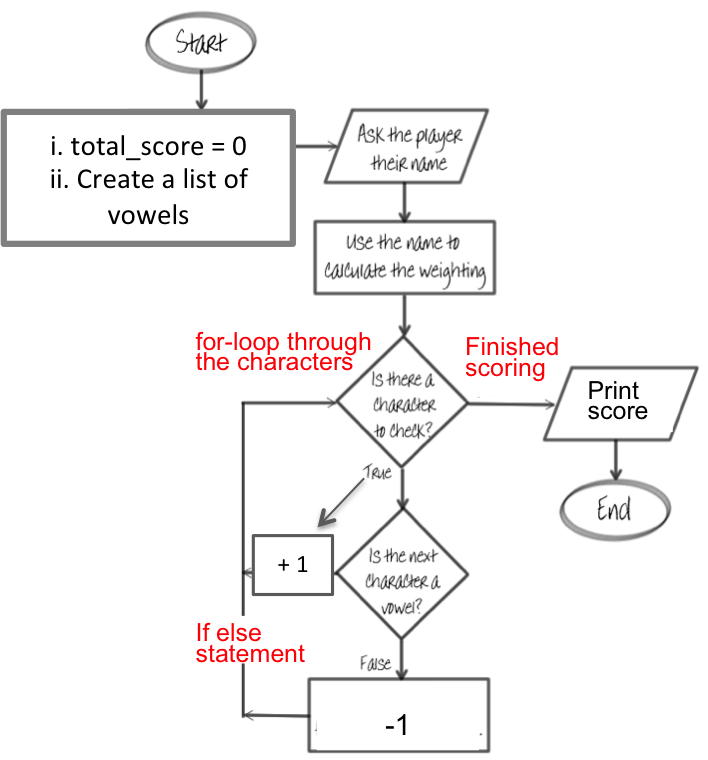 Start
i. total_score = 0
ii. Create a list of
vowels
Ask the player
their name
Use the name to
calculate the weighting
for-loop through
the characters
Finished
scoring
Is there a
character
to check?
Print
score
True
End
Is the next
character a
vowel?
+ 1
If else
statement
False
-1